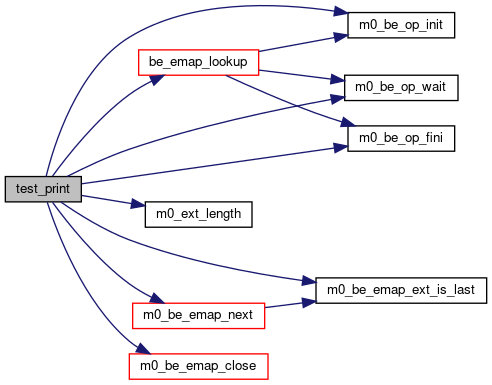 m0_be_op_init
be_emap_lookup
m0_be_op_wait
m0_be_op_fini
test_print
m0_ext_length
m0_be_emap_ext_is_last
m0_be_emap_next
m0_be_emap_close